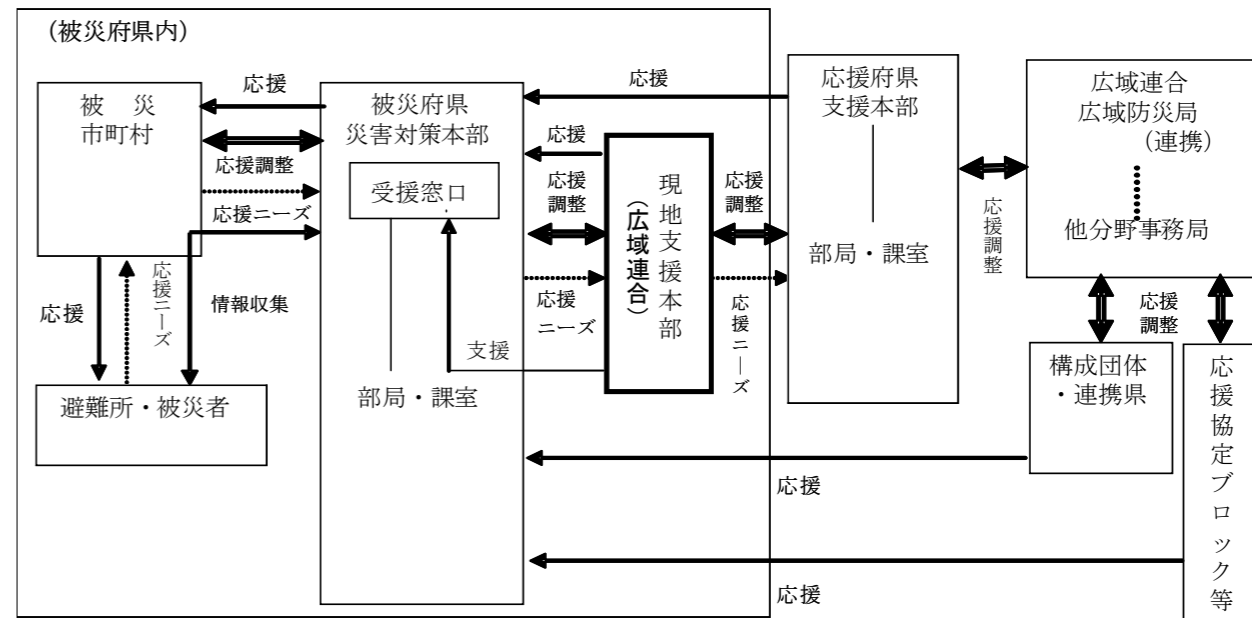 (被災府県内)
被 災
市町村
応援
応援調整
応援ニーズ
応援
応援ニーズ
情報収集
避難所・被災者
被災府県
災害対策本部
受援窓口
部局・課室
支援
応援
応援
応援
調整
応援
ニーズ
現地支援本部
(広域連合)
応援
調整
応援ニーズ
応援府県
支援本部
部局・課室
応援調整
広域連合
広域防災局
(連携)
他分野事務局
応援
調整
構成団体
・連携県
応援協定ブロック等
応援
応援